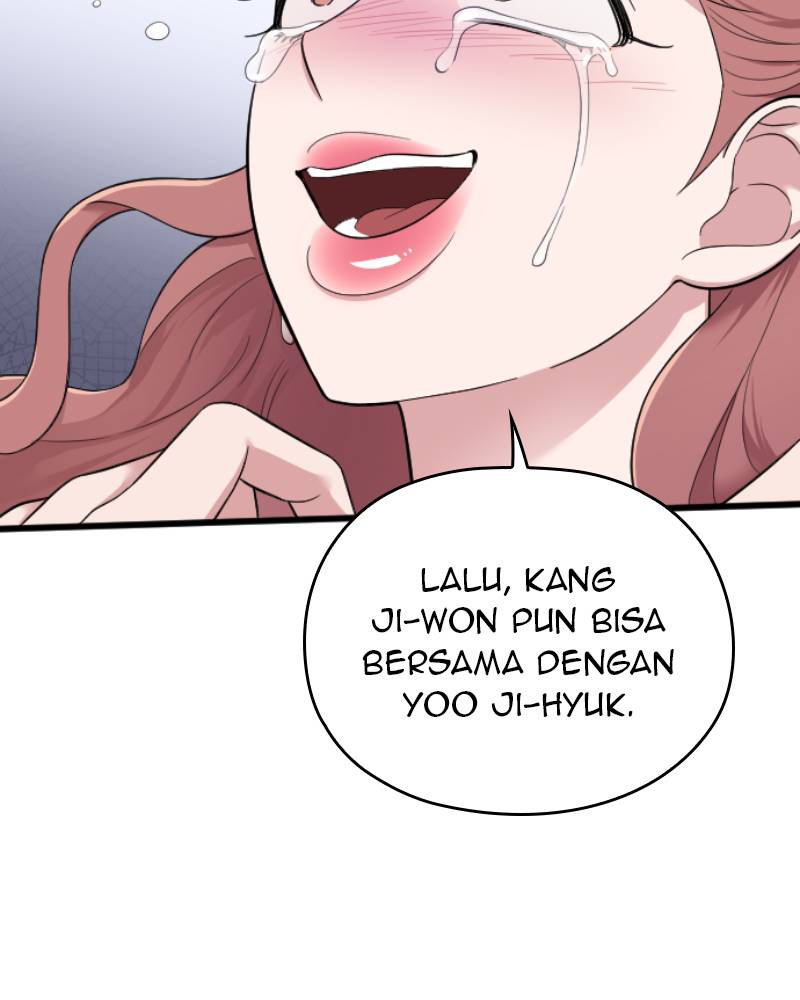 LALU, KANG
JI-WON PUN BISA
BERSAMA DENGAN
YOO JI-HYUK.